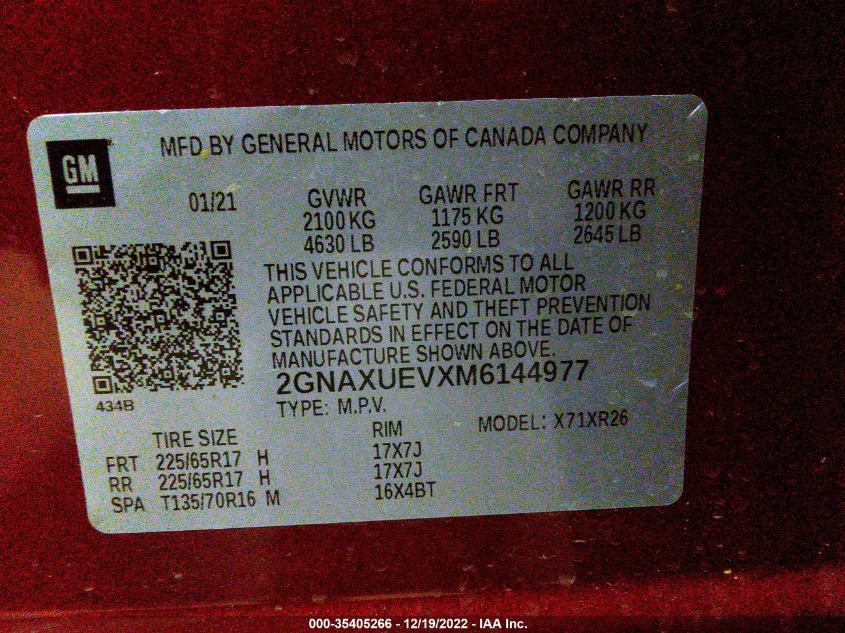 MFD BY GENERAL MOTORS OF CANADA COMPANY
GM
01/21 GVWR GAWR FRT GAWR RR
2100 KG 1175 KG 1200 KG
4630 LB 2590 LB 2645 LB
THIS VEHICLE CONFORMS TO ALL
APPLICABLE U.S. FEDERAL MOTOR
VEHICLE SAFETY AND THEFT PREVENTION
STANDARDS IN EFFECT ON THE DATE OF
MANUFACTURE SHOWN ABOVE.
2GNAXUEVXM6144977
434B
TYPE: M.P.V. MODEL: X71XR26
TIRE SIZE RIM
FRT 225/65R17 H 17X7J
RR 225/65R17 H 17X7J
SPA T135/70R16 M 16X4BT
000-35405266 - 12/19/2022 - IAA Inc.